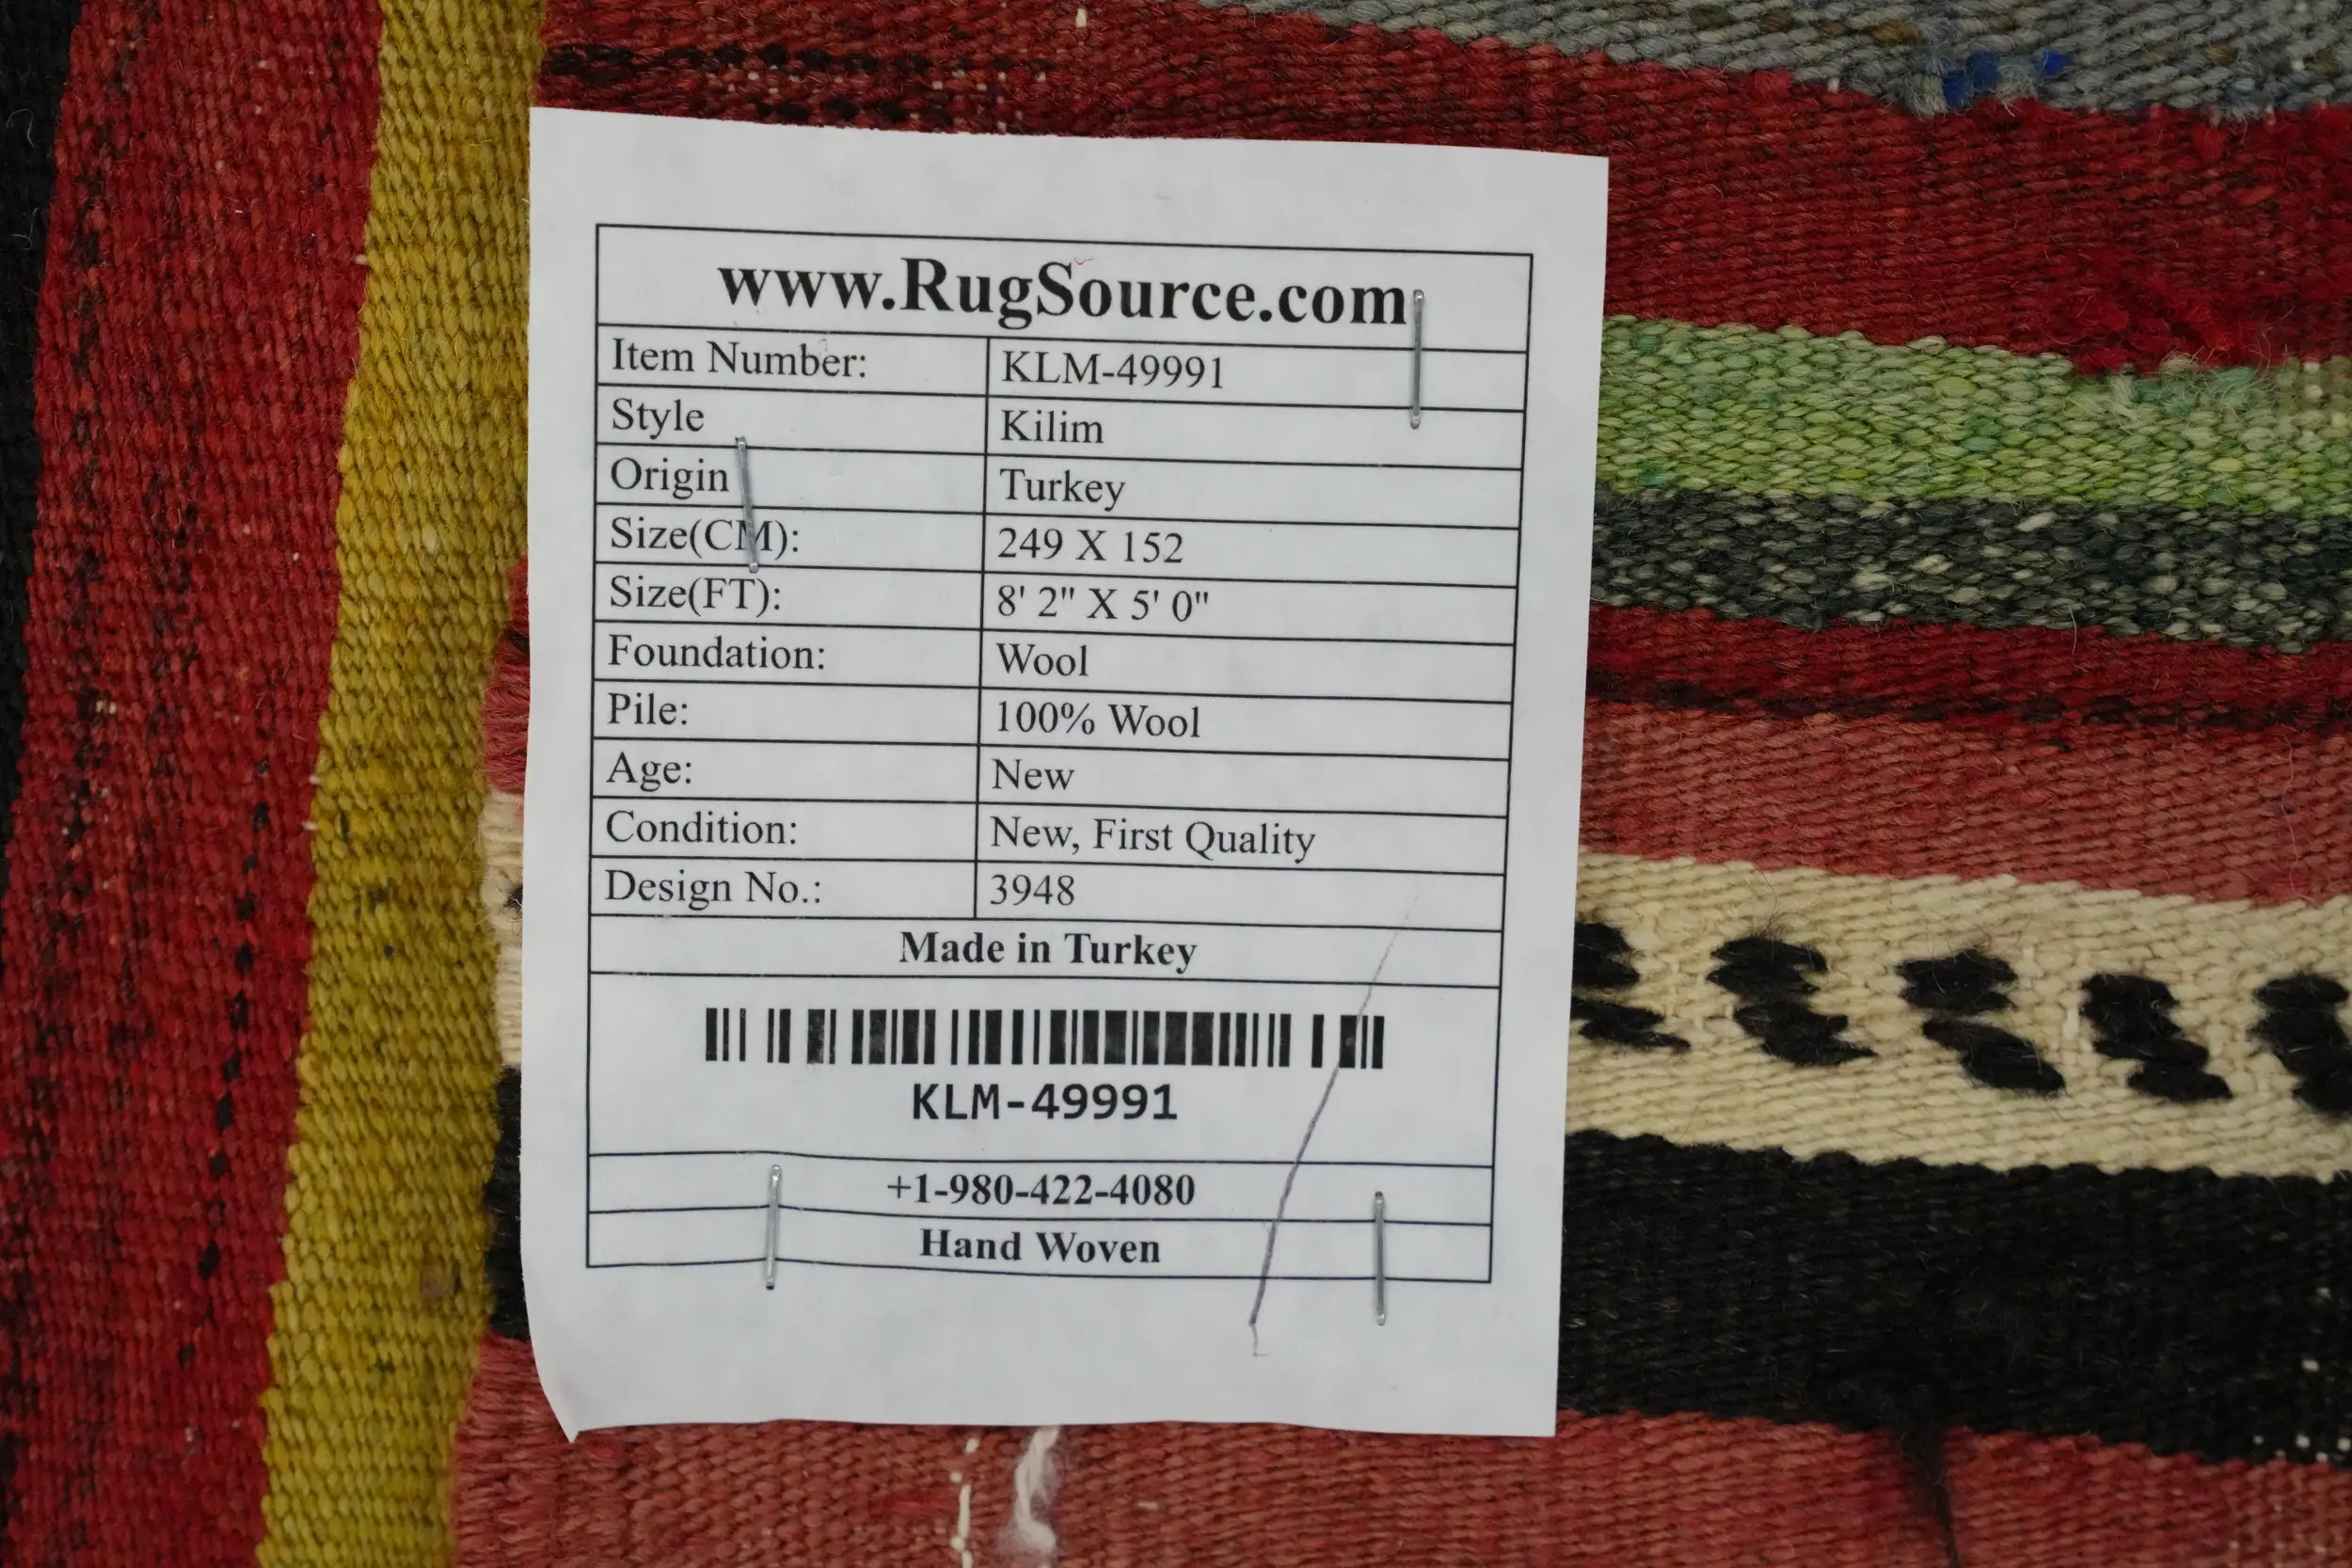 www.RugSource.com
Item Number: KLM-49991
Style Kilim
Origin Turkey
Size(CM): 249 X 152
Size(FT): 8' 2" X 5' 0"
Foundation: Wool
Pile: 100% Wool
Age: New
Condition: New, First Quality
Design No.: 3948
Made in Turkey
KLM-49991
+1-980-422-4080
Hand Woven